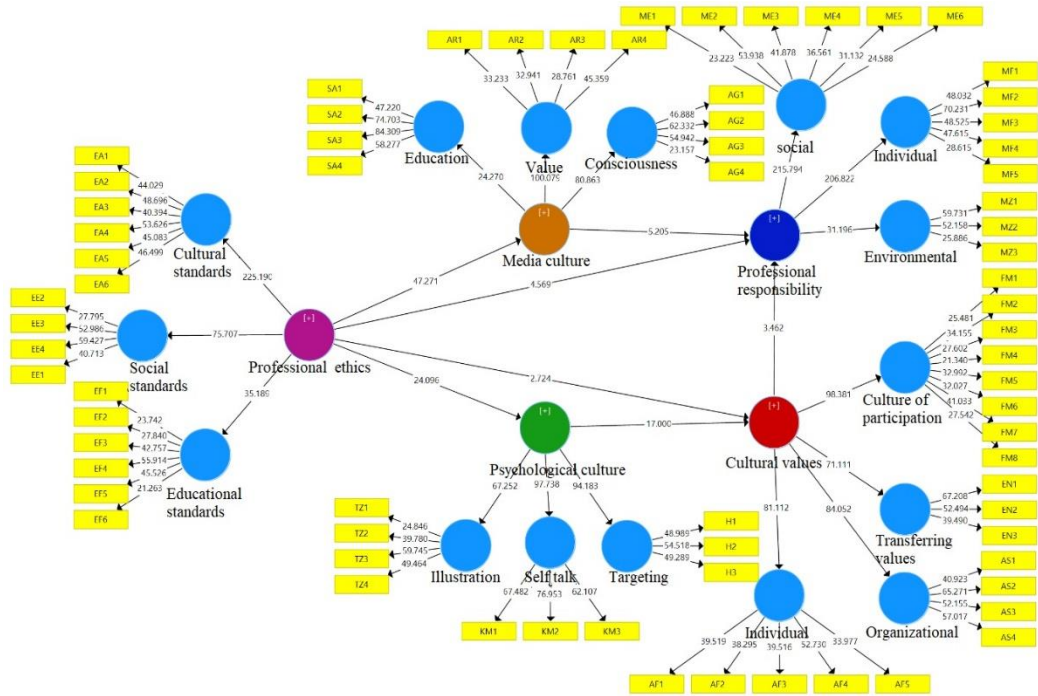 ME1 ME2 ME3 ME4 ME5 ME6
23.223 53.938 41.878 36.561 31.132 24.588
social
AR1 AR2 AR3 AR4
33.233 32.941 28.761 45.359
Value
SA1
SA2
SA3
SA4
47.220
74.703
84.309
58.277
Education
AG1
AG2
AG3
AG4
46.888
62.332
54.942
23.157
Consciousness
MF1
MF2
MF3
MF4
MF5
48.032
70.231
48.525
47.615
28.615
Individual
24.270
100.079
80.863
215.794
206.822
EA1
EA2
EA3
EA4
EA5
EA6
44.029
48.696
40.394
53.626
45.083
46.499
Cultural
standards
225.190
[+]
Media culture
5.205
[+]
Professional
responsibility
31.196
MZ1
MZ2
MZ3
59.731
52.158
25.886
Environmental
47.271
4.569
EE2
EE3
EE4
EE1
27.795
52.986
59.427
40.713
Social
standards
75.707
[+]
Professional ethics
3.462
FM1
FM2
FM3
FM4
FM5
FM6
FM7
FM8
25.481
34.155
27.602
21.340
32.992
32.027
27.542
Culture of
participation
35.189
24.096
2.724
98.381
EF1
EF2
EF3
EF4
EF5
EF6
23.742
27.840
42.757
55.914
45.526
21.263
Educational
standards
[+]
Psychological culture
17.000
[+]
Cultural values
67.252
97.738
94.183
81.112
71.111
84.052
EN1
EN2
EN3
67.208
52.494
39.490
Transferring
values
TZ1
TZ2
TZ3
TZ4
24.846
39.780
59.745
49.464
Illustration
Self talk
67.482 76.953 62.107
KM1 KM2 KM3
H1
H2
H3
48.989
54.518
49.289
Targeting
Individual
39.519 38.295 39.516 52.730 33.977
AF1 AF2 AF3 AF4 AF5
AS1
AS2
AS3
AS4
40.923
65.271
52.155
57.017
Organizational